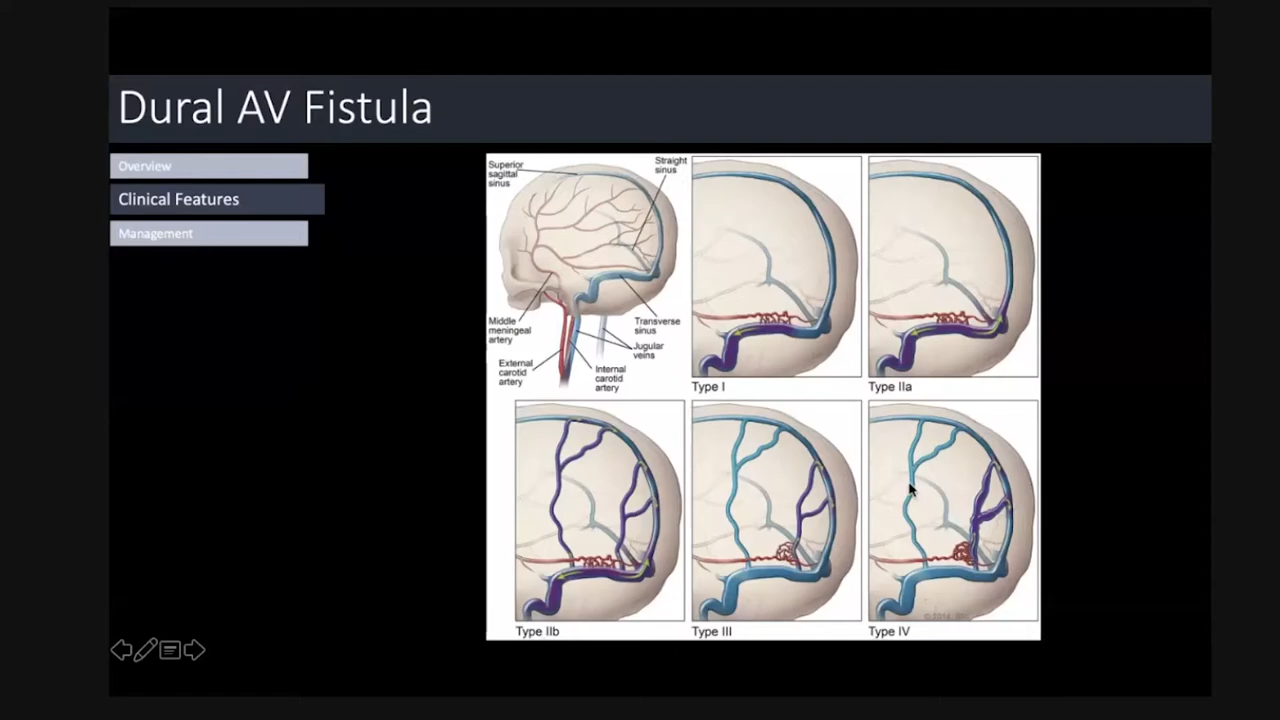 Dural AV Fistula
Overview
Clinical Features
Management
Superior
sagittal
sinus
Straight
sinus
Middle
meningeal
artery
External
carotid
artery
Internal
carotid
artery
Transverse
sinus
Jugular
veins
Type I
Type IIa
Type IIb
Type III
Type IV